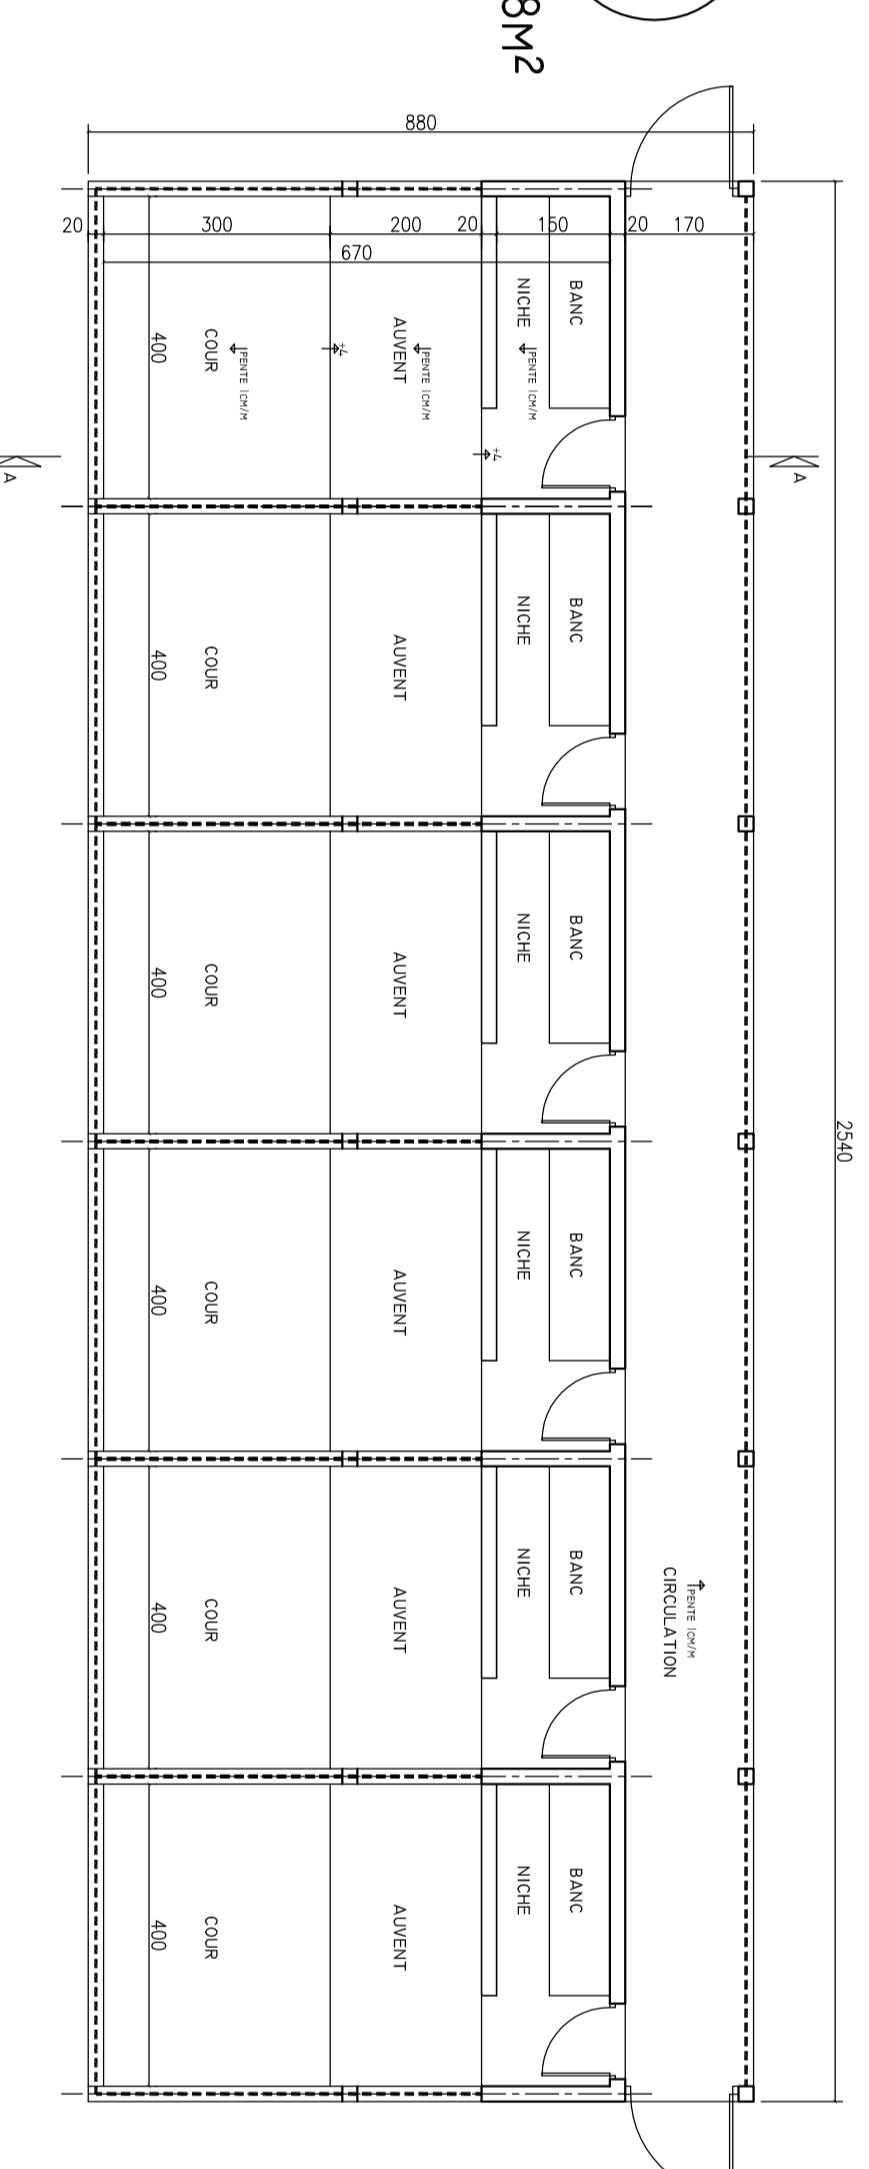 8M²
880
20
300
200
20
150
20
170
670
BANC
NICHE
PENTE 1CM/M
AUVENT
PENTE 1CM/M
+4
COUR
PENTE 1CM/M
400
+4
A
A
BANC
NICHE
AUVENT
COUR
400
BANC
NICHE
AUVENT
COUR
400
2540
BANC
NICHE
AUVENT
COUR
400
PENTE 1CM/M
CIRCULATION
BANC
NICHE
AUVENT
COUR
400
BANC
NICHE
AUVENT
COUR
400